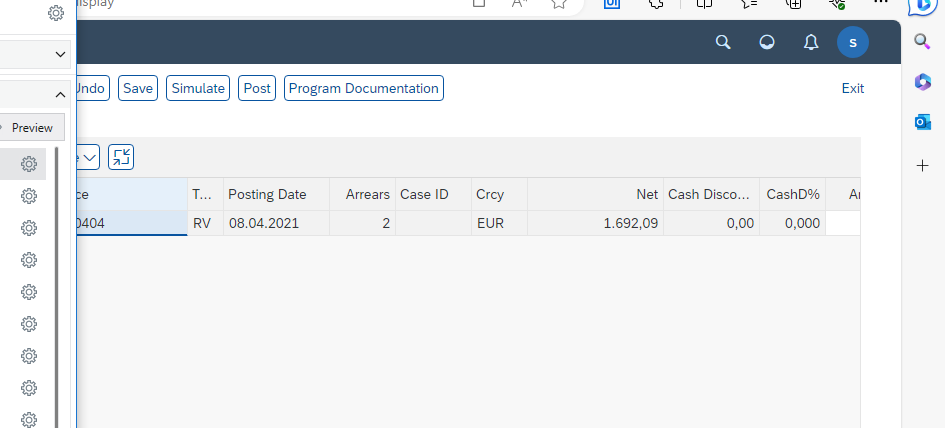 isplay
Undo Save Simulate Post Program Documentation Exit
Preview
ce T... Posting Date Arrears Case ID Crcy Net Cash Disco... CashD% Ar
0404 RV 08.04.2021 2 EUR 1.692,09 0,00 0,000
S